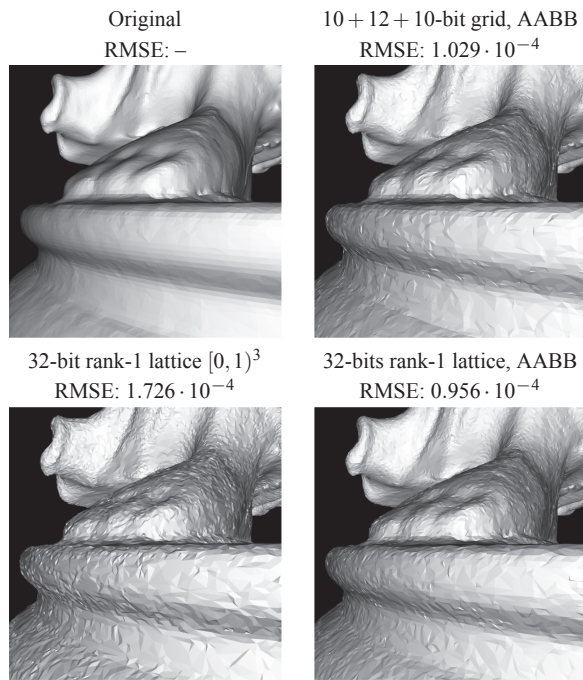 Original
RMSE: –
10 + 12 + 10-bit grid, AABB
RMSE: 1.029 · 10⁻⁴
32-bit rank-1 lattice [0, 1)³
RMSE: 1.726 · 10⁻⁴
32-bits rank-1 lattice, AABB
RMSE: 0.956 · 10⁻⁴